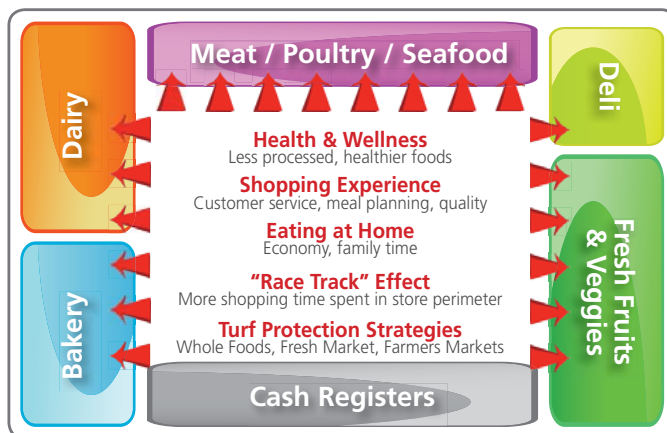 Meat / Poultry / Seafood
Dairy
Deli
Health & Wellness
Less processed, healthier foods
Shopping Experience
Customer service, meal planning, quality
Eating at Home
Economy, family time
“Race Track” Effect
More shopping time spent in store perimeter
Turf Protection Strategies
Whole Foods, Fresh Market, Farmers Markets
Fresh Fruits
& Veggies
Bakery
Cash Registers